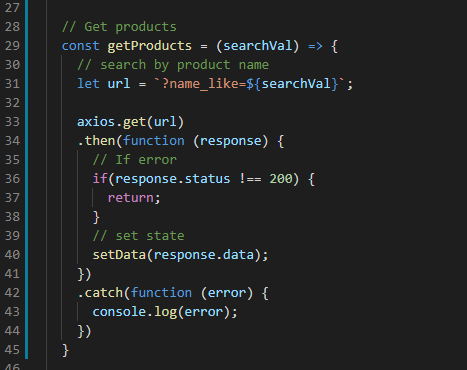 27
28 // Get products
29 const getProducts = (searchVal) => {
30 // search by product name
31 let url = `?name_like=${searchVal}`;
32
33 axios.get(url)
34 .then(function (response) {
35 // If error
36 if(response.status !== 200) {
37 return;
38 }
39 // set state
40 setData(response.data);
41 })
42 .catch(function (error) {
43 console.log(error);
44 })
45 }
46